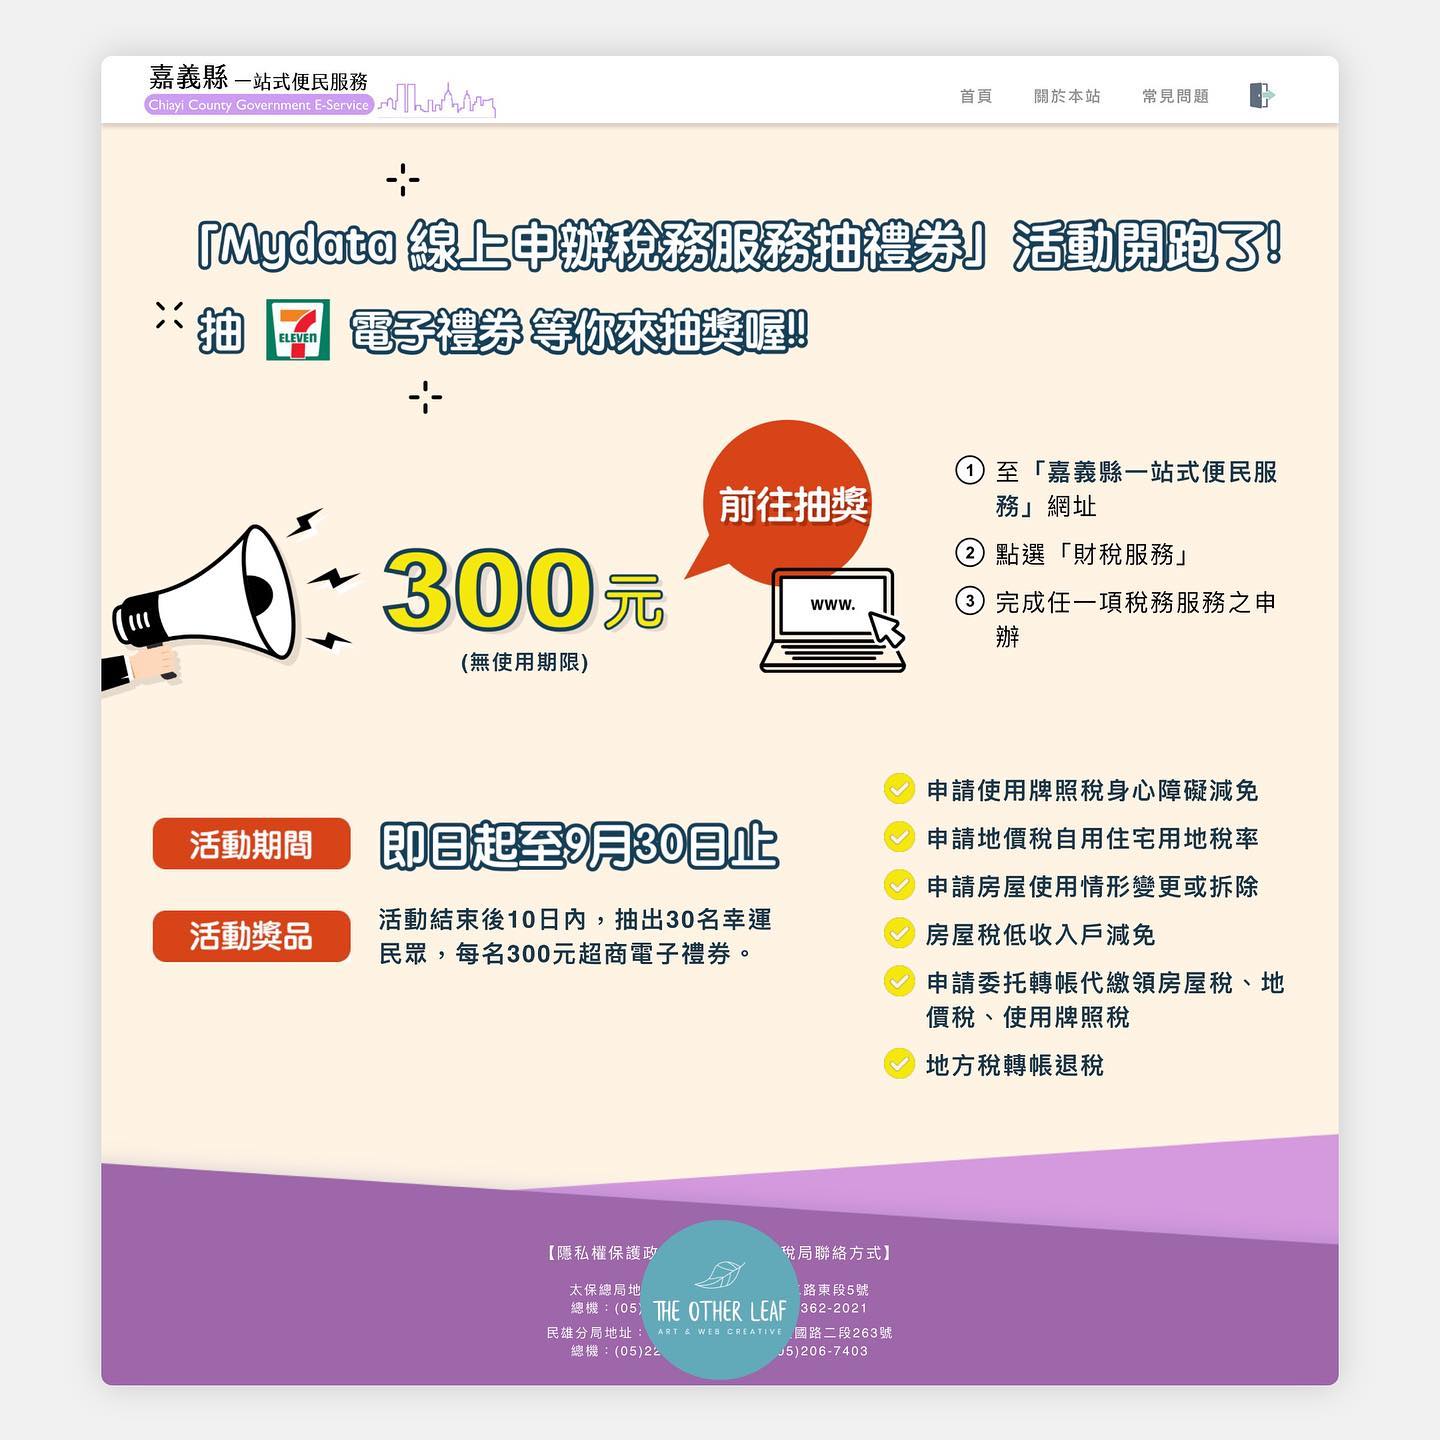 嘉義縣 一站式便民服務
Chiayi County Government E-Service
首頁 關於本站 常見問題
「Mydata 線上申辦稅務服務抽禮券」活動開跑了!
抽 7 ELEVEN 電子禮券 等你來抽獎喔!!
前往抽獎
300元
(無使用期限)
www.
1 至「嘉義縣一站式便民服
務」網址
2 點選「財稅服務」
3 完成任一項稅務服務之申
辦
活動期間 即日起至9月30日止
活動獎品 活動結束後10日內，抽出30名幸運
民眾，每名300元超商電子禮券。
申請使用牌照稅身心障礙減免
申請地價稅自用住宅用地稅率
申請房屋使用情形變更或拆除
房屋稅低收入戶減免
申請委托轉帳代繳領房屋稅、地
價稅、使用牌照稅
地方稅轉帳退稅
【隱私權保護政 稅局聯絡方式】
太保總局地 路東段5號
總機：(05) 362-2021
民雄分局地址： 國路二段263號
總機：(05)22 05)206-7403
THE OTHER LEAF
ART & WEB CREATIVE